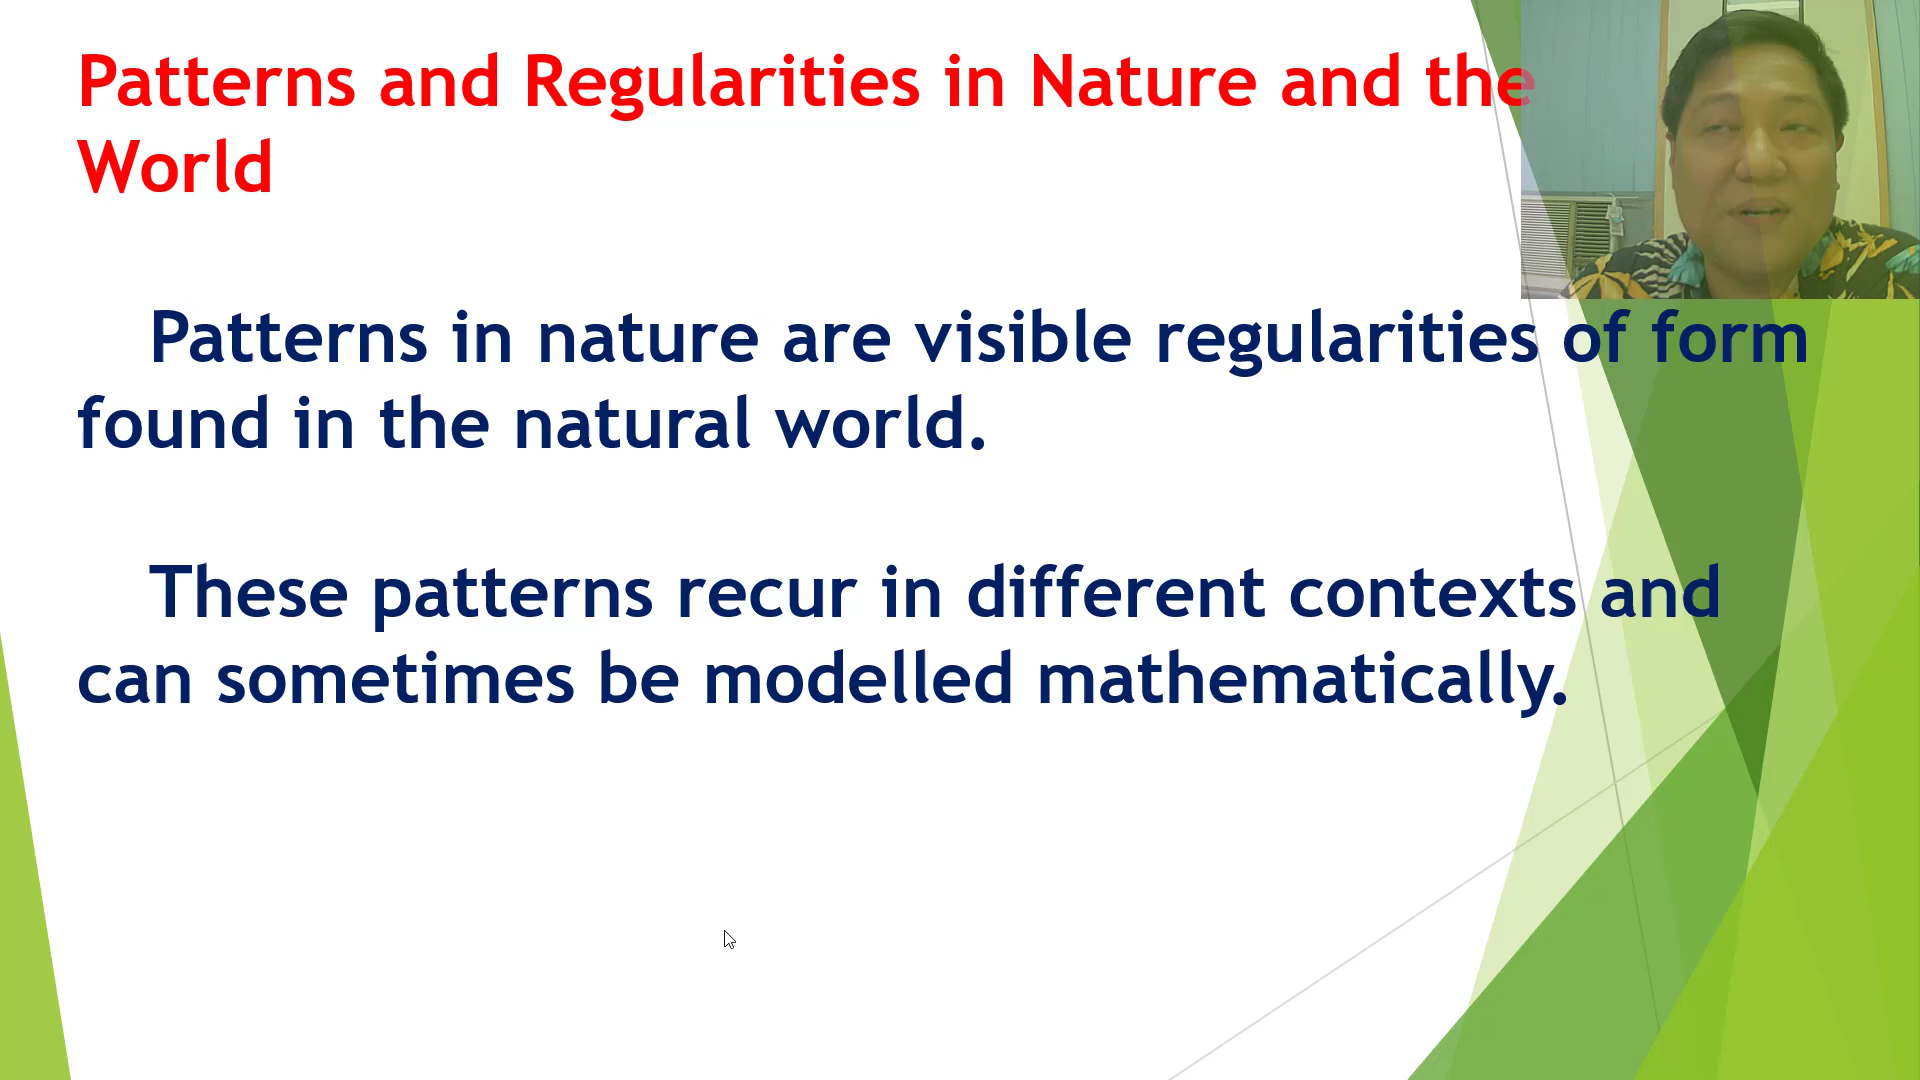 Patterns and Regularities in Nature and the
World
Patterns in nature are visible regularities of form
found in the natural world.
These patterns recur in different contexts and
can sometimes be modelled mathematically.